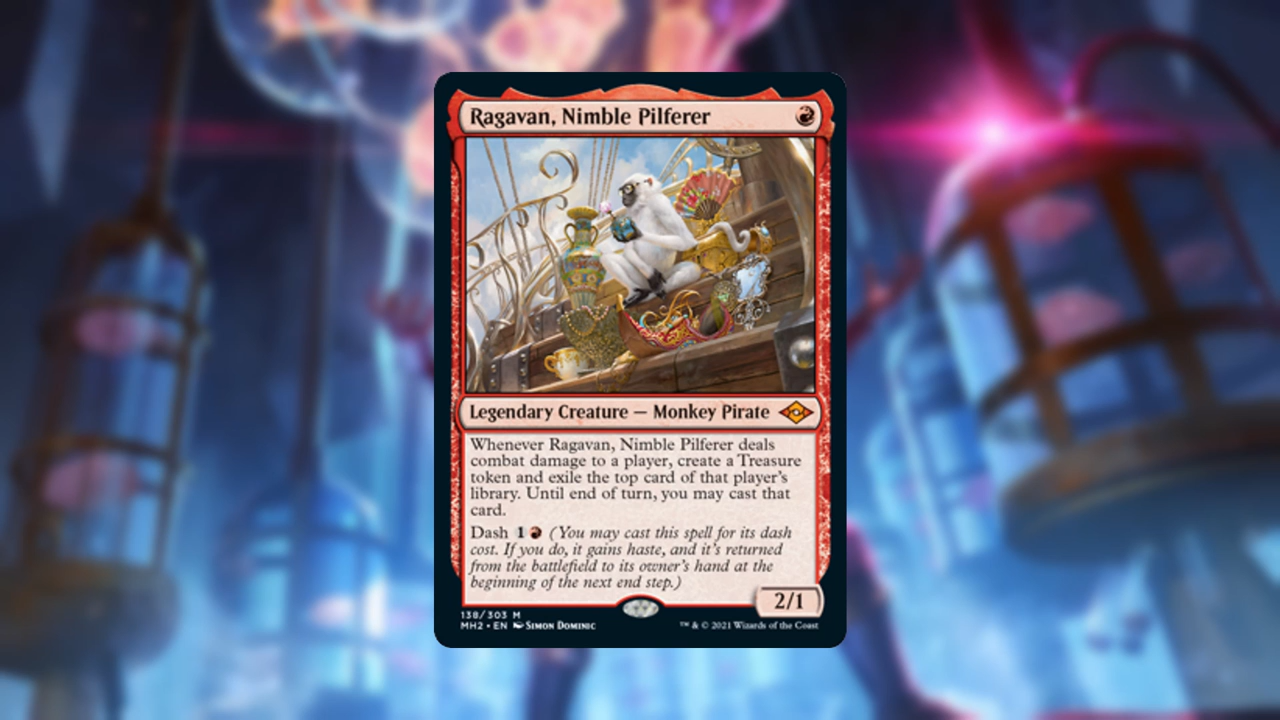 Ragavan, Nimble Pilferer
Legendary Creature — Monkey Pirate
Whenever Ragavan, Nimble Pilferer deals
combat damage to a player, create a Treasure
token and exile the top card of that player's
library. Until end of turn, you may cast that
card.
Dash 1 (You may cast this spell for its dash
cost. If you do, it gains haste, and it's returned
from the battlefield to its owner's hand at the
beginning of the next end step.)
2/1
138/303 M
MH2 • EN Simon Dominic
™ & © 2021 Wizards of the Coast